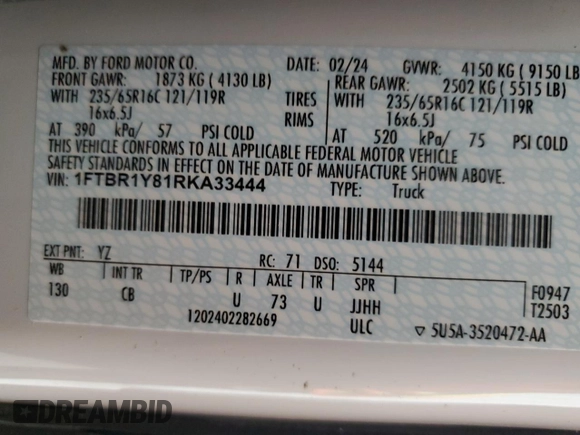 MFD. BY FORD MOTOR CO. DATE: 02/24 GVWR: 4150 KG ( 9150 LB)
FRONT GAWR: 1873 KG ( 4130 LB) REAR GAWR: 2502 KG ( 5515 LB)
WITH 235/65R16C 121/119R TIRES WITH 235/65R16C 121/119R
16x6.5J RIMS 16x6.5J
AT 390 kPa/ 57 PSI COLD AT 520 kPa/ 75 PSI COLD
THIS VEHICLE CONFORMS TO ALL APPLICABLE FEDERAL MOTOR VEHICLE
SAFETY STANDARDS IN EFFECT ON THE DATE OF MANUFACTURE SHOWN ABOVE.
VIN: 1FTBR1Y81RKA33444 TYPE: Truck
EXT PNT: YZ RC: 71 DSO: 5144
WB INT TR TP/PS R AXLE TR SPR F0947
130 CB U 73 U JJHH T2503
1202402282669 ULC ▽ 5U5A-3520472-AA
DREAMBID